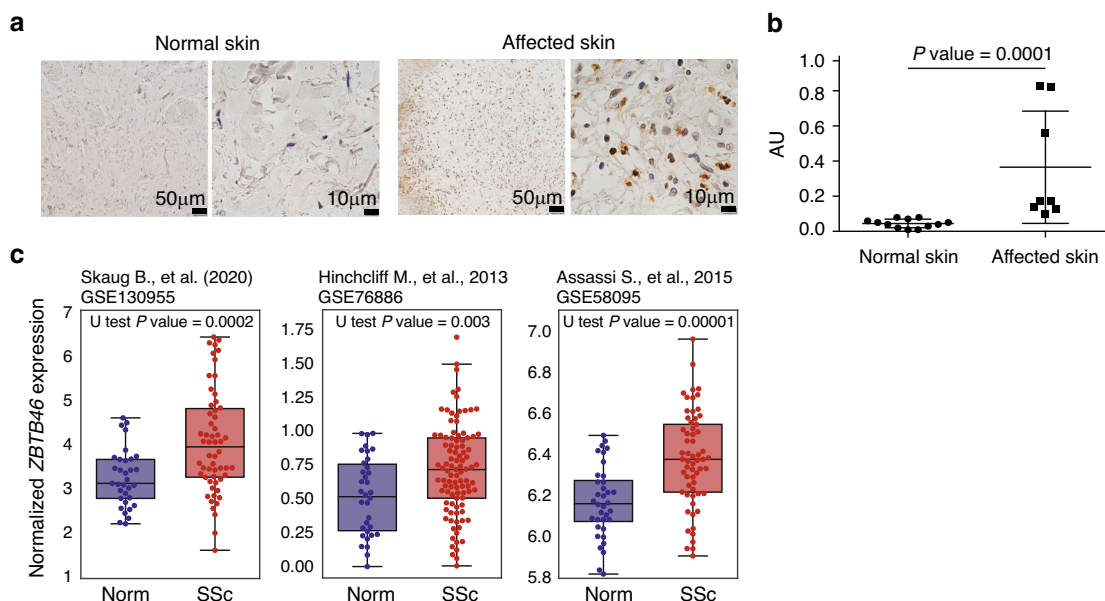 a
Normal skin
Affected skin
50μm
10μm
50μm
10μm
b
P value = 0.0001
AU
1.0
0.8
0.6
0.4
0.2
0.0
Normal skin
Affected skin
c
Normalized ZBTB46 expression
Skaug B., et al. (2020)
GSE130955
U test P value = 0.0002
7
6
5
4
3
2
1
Norm
SSc
Hinchcliff M., et al., 2013
GSE76886
U test P value = 0.003
1.75
1.50
1.25
1.00
0.75
0.50
0.25
0.00
Norm
SSc
Assassi S., et al., 2015
GSE58095
U test P value = 0.00001
7.0
6.8
6.6
6.4
6.2
6.0
5.8
Norm
SSc